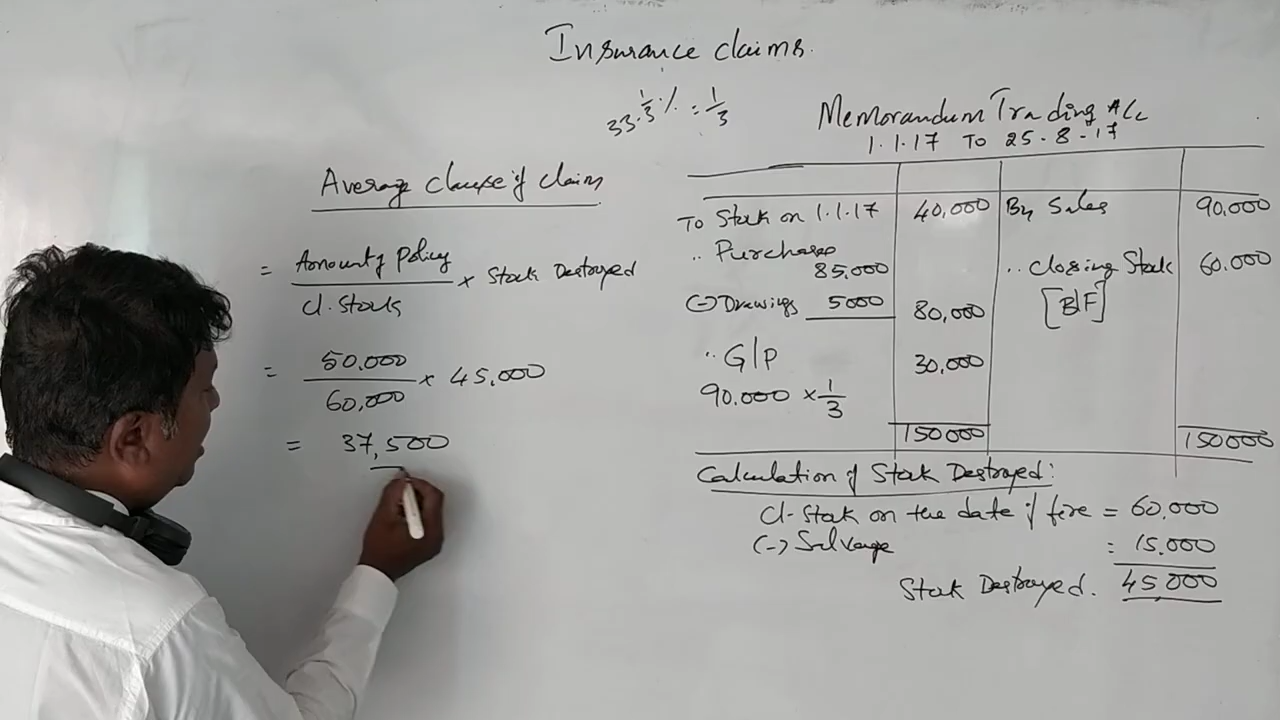 Insurance claims.
33 1/3 % = 1/3
Average clause of claim
= Amount of Policy / Cl. Stock × Stock Destroyed
= 50,000 / 60,000 × 45,000
= 37,500
Memorandum Trading A/c
1.1.17 To 25-8-17
To Stock on 1.1.17 40,000 By Sales 90,000
.. Purchases
85,000 .. Closing Stock 60.000
(-) Drawings 5000 80,000 [B/F]
.. G/P 30,000
90.000 × 1/3
150000 150000
Calculation of Stock Destroyed:
Cl-Stock on the date of fire = 60.000
(-) Salvage : 15.000
Stock Destroyed. 45,000